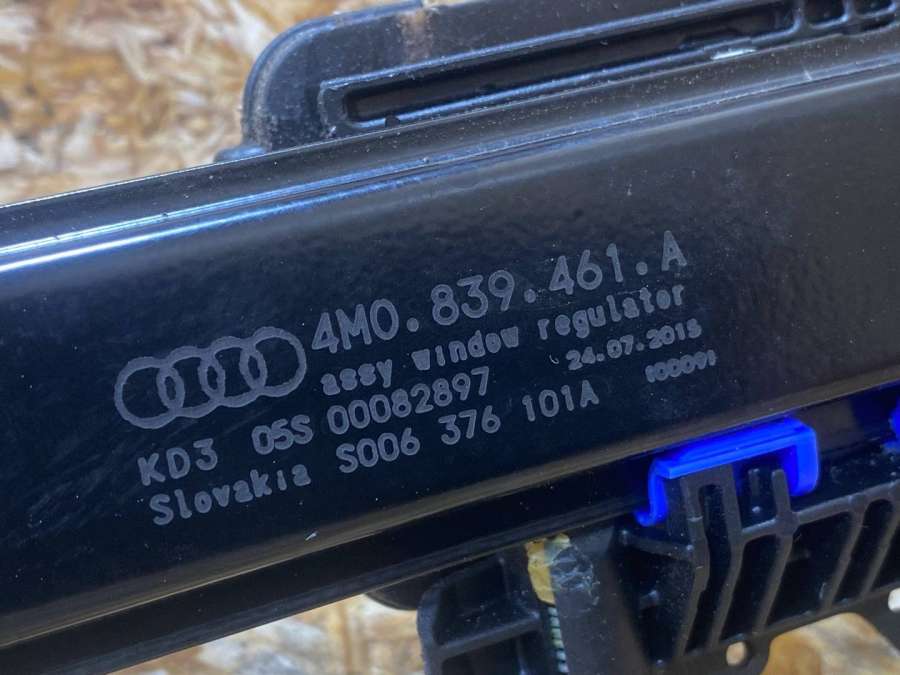 4M0.839.461.A
assy window regulator
KD3 05S 00082897 24.07.2015
Slovakia S006 376 101A